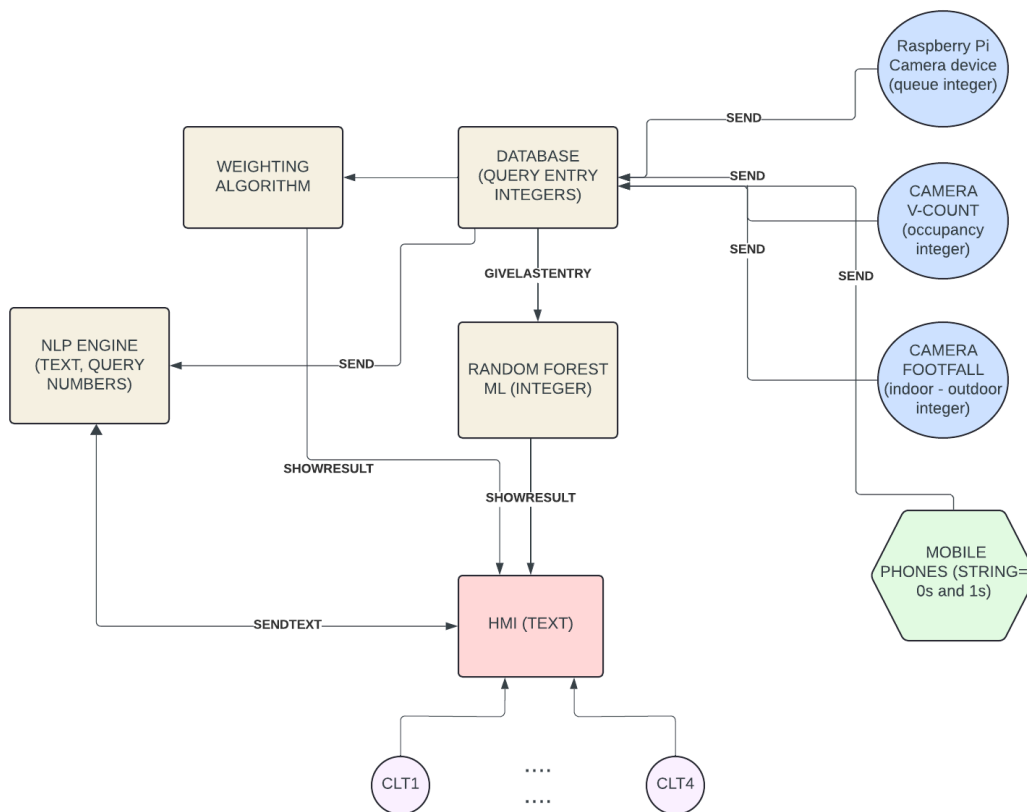 Raspberry Pi
Camera device
(queue integer)
SEND
WEIGHTING
ALGORITHM
DATABASE
(QUERY ENTRY
INTEGERS)
SEND
CAMERA
V-COUNT
(occupancy
integer)
SEND
GIVELASTENTRY
SEND
NLP ENGINE
(TEXT, QUERY
NUMBERS)
SEND
RANDOM FOREST
ML (INTEGER)
CAMERA
FOOTFALL
(indoor - outdoor
integer)
SHOWRESULT
SHOWRESULT
MOBILE
PHONES (STRING=
0s and 1s)
SENDTEXT
HMI (TEXT)
CLT1
....
....
CLT4